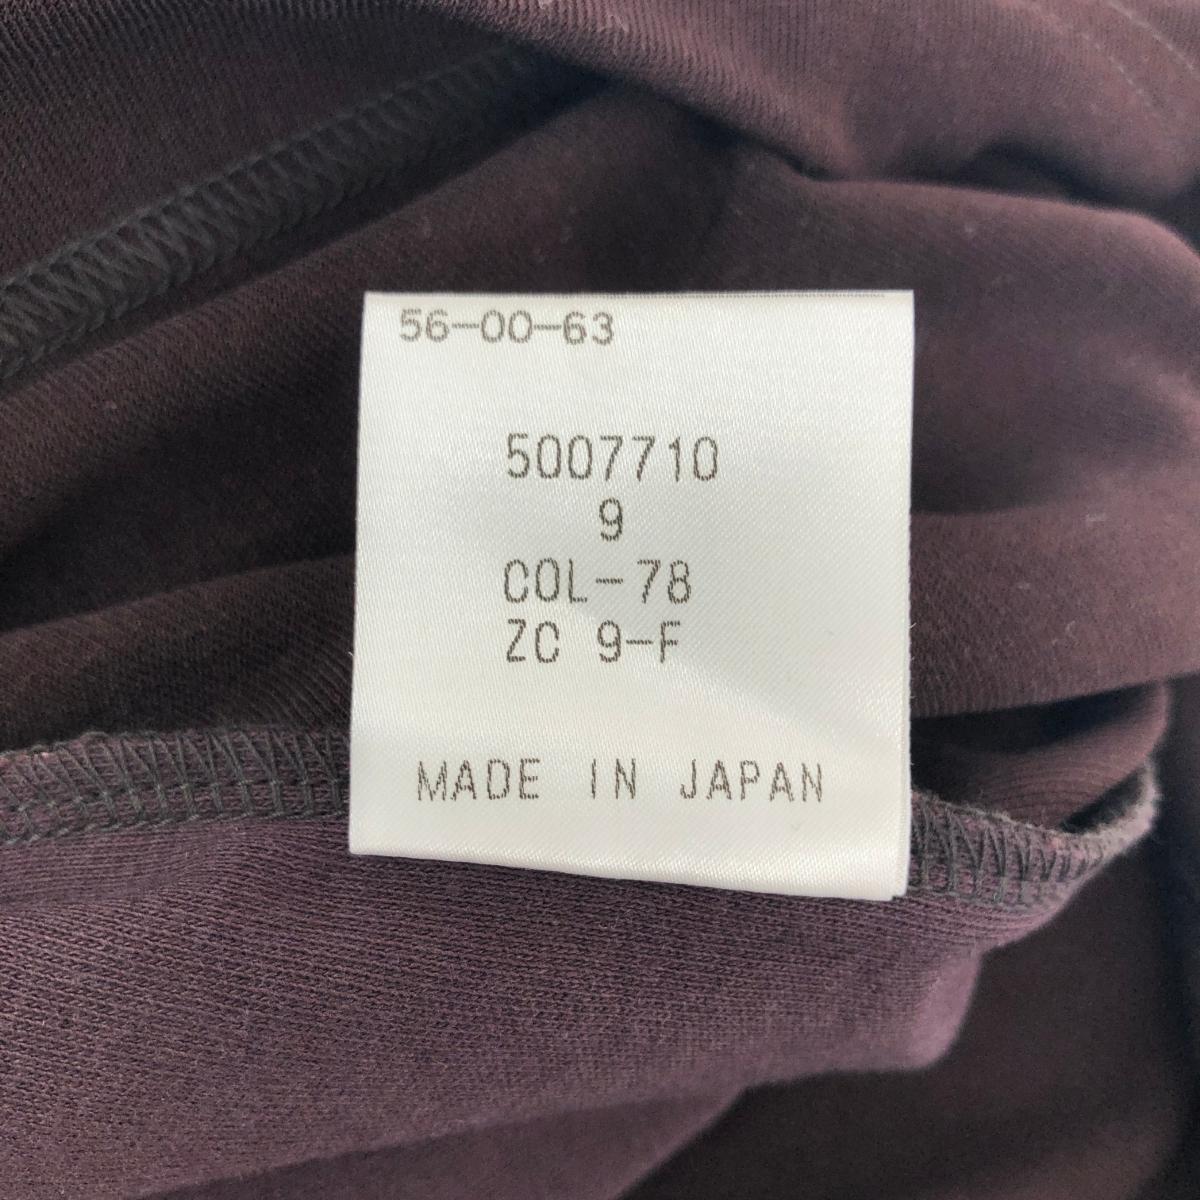 56-00-63
5007710
9
COL-78
ZC 9-F
MADE IN JAPAN